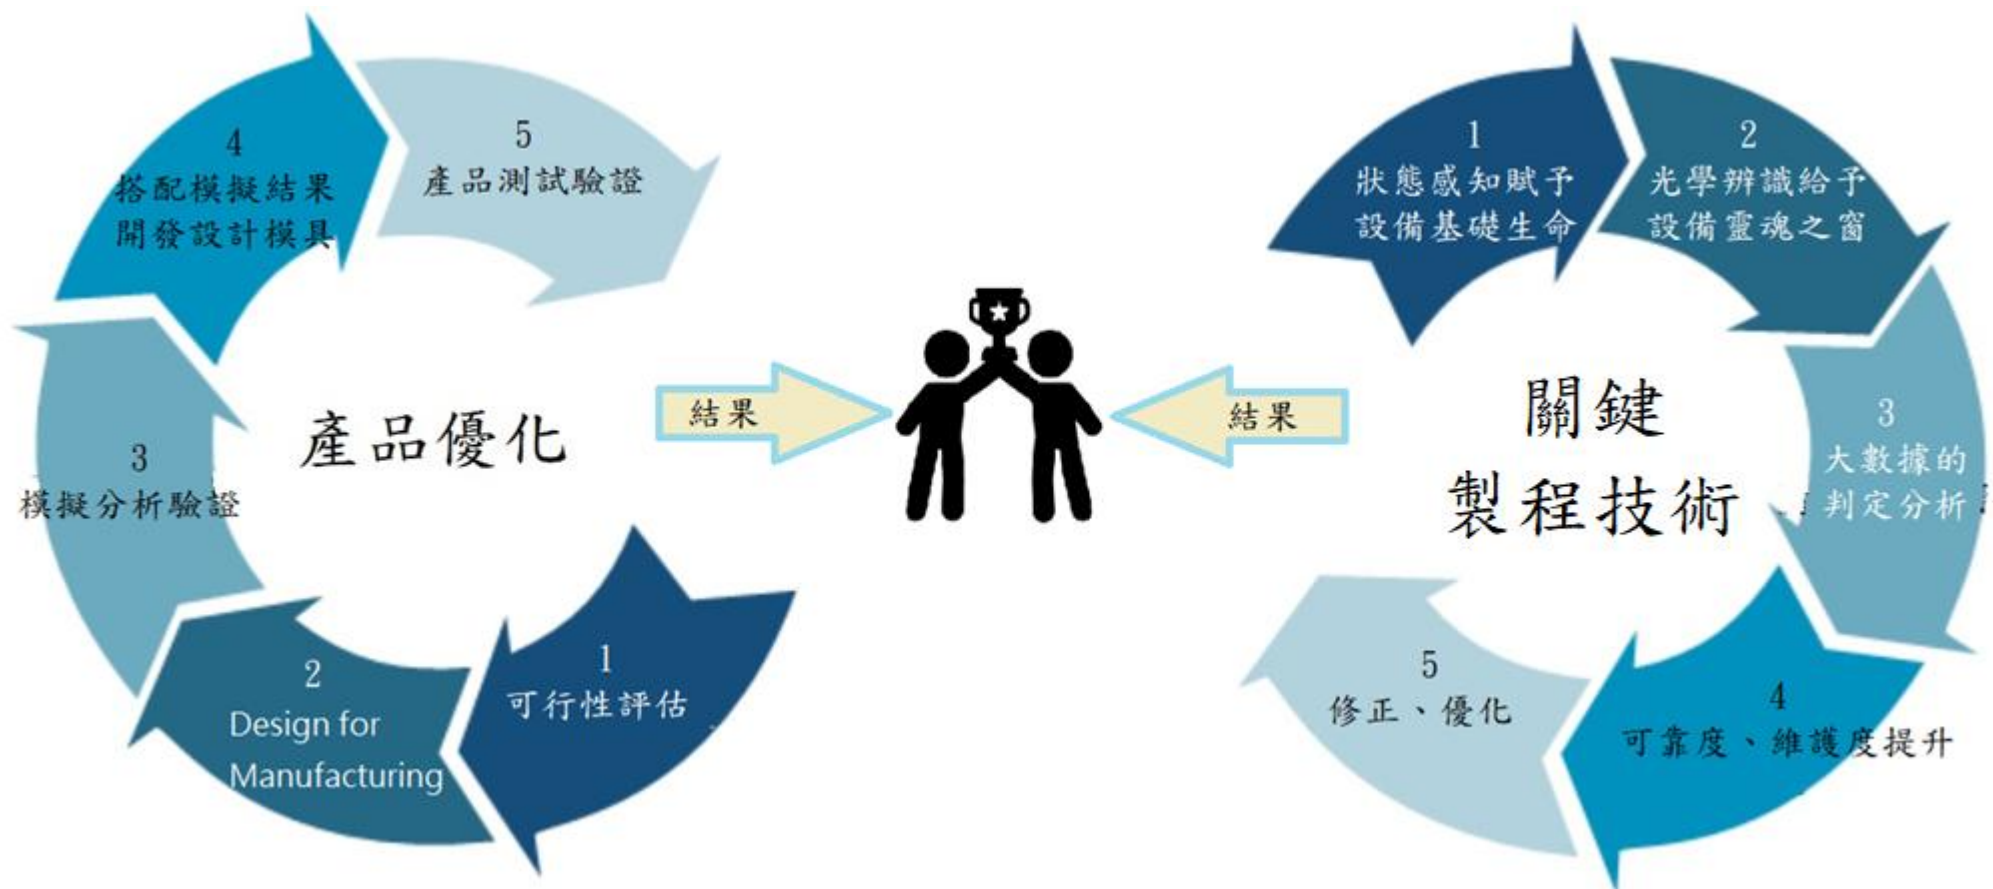 4
搭配模擬結果
開發設計模具
5
產品測試驗證
3
模擬分析驗證
產品優化
2
Design for
Manufacturing
1
可行性評估
結果
結果
1
狀態感知賦予
設備基礎生命
2
光學辨識給予
設備靈魂之窗
3
大數據的
判定分析
關鍵
製程技術
5
修正、優化
4
可靠度、維護度提升